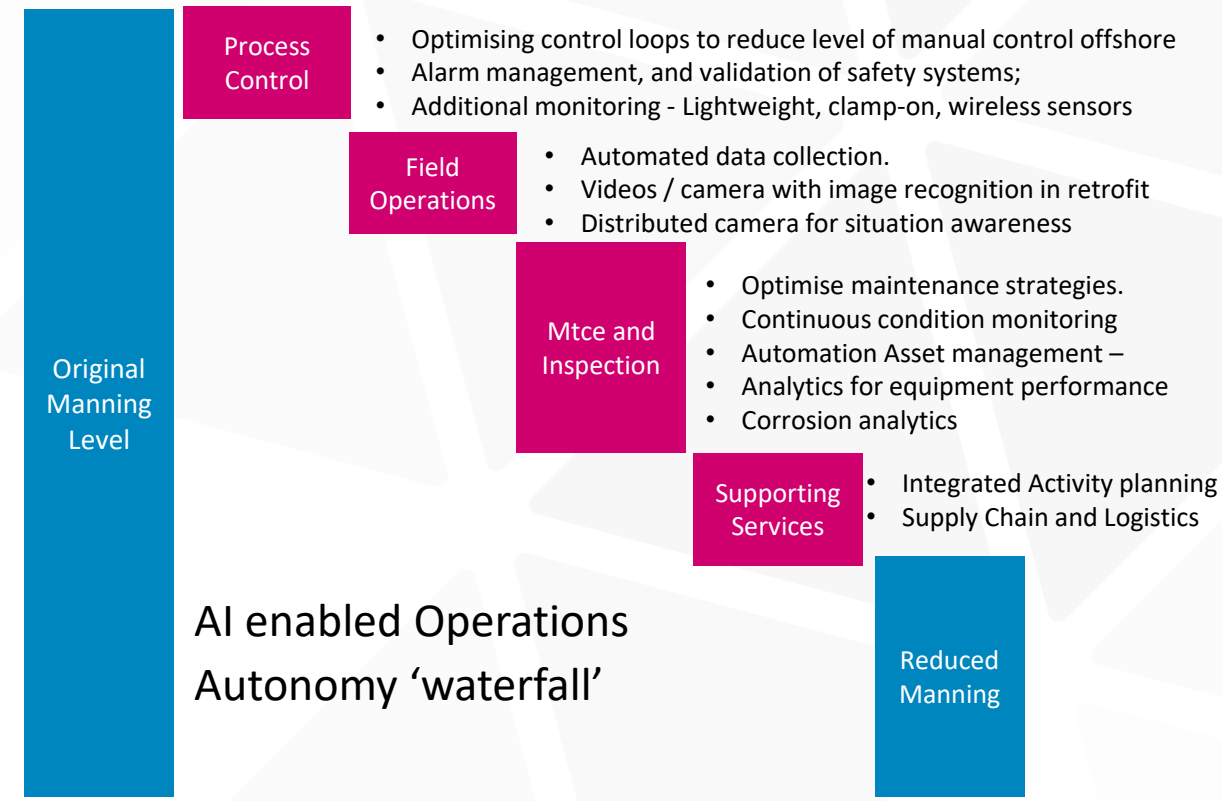 Original
Manning
Level
Process
Control
• Optimising control loops to reduce level of manual control offshore
• Alarm management, and validation of safety systems;
• Additional monitoring - Lightweight, clamp-on, wireless sensors
Field
Operations
• Automated data collection.
• Videos / camera with image recognition in retrofit
• Distributed camera for situation awareness
Mtce and
Inspection
• Optimise maintenance strategies.
• Continuous condition monitoring
• Automation Asset management –
• Analytics for equipment performance
• Corrosion analytics
Supporting
Services
• Integrated Activity planning
• Supply Chain and Logistics
AI enabled Operations
Autonomy ‘waterfall’
Reduced
Manning